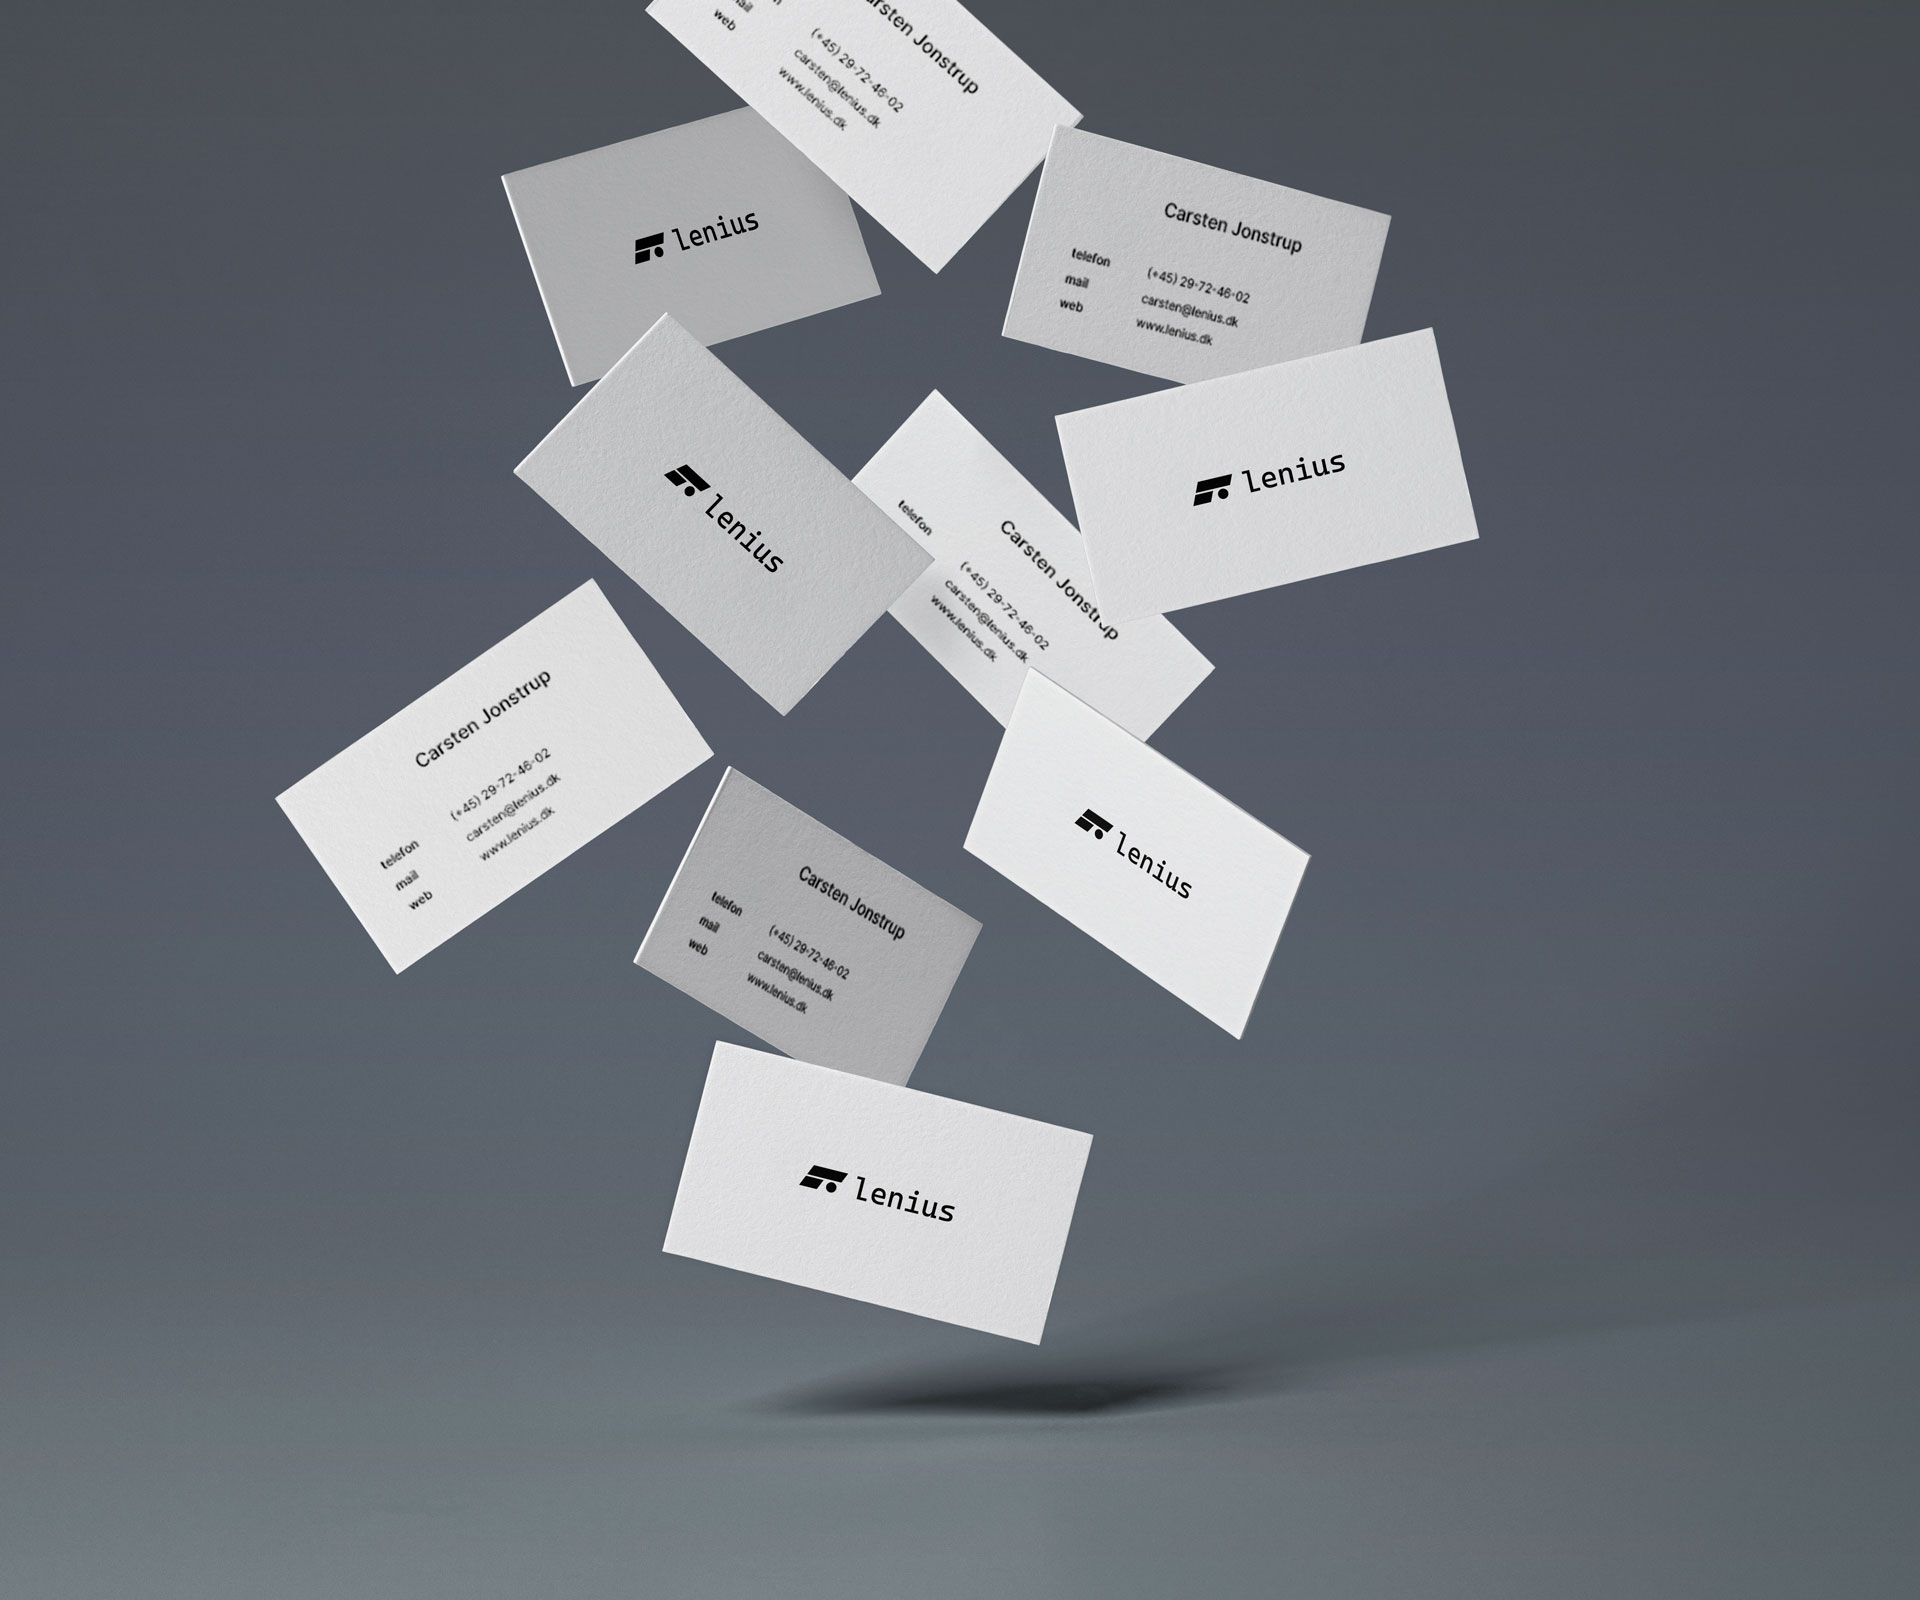 Jonstrup
(+45) 29-72-46-02
carsten@lenius.dk
web www.lenius.dk
lenius
Carsten Jonstrup
telefon (+45) 29-72-46-02
mail carsten@lenius.dk
web www.lenius.dk
lenius
lenius
Carsten Jonstrup
telefon (+45) 29-72-46-02
carsten@lenius.dk
www.lenius.dk
Carsten Jonstrup
telefon (+45) 29-72-46-02
mail carsten@lenius.dk
web www.lenius.dk
lenius
Carsten Jonstrup
telefon (+45) 29-72-46-02
mail carsten@lenius.dk
web www.lenius.dk
lenius